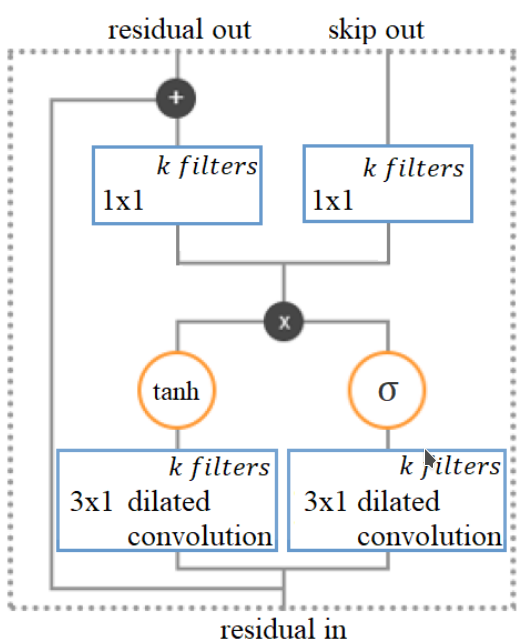 residual out
skip out
+
k filters
1x1
k filters
1x1
x
tanh
σ
k filters
3x1 dilated
convolution
k filters
3x1 dilated
convolution
residual in